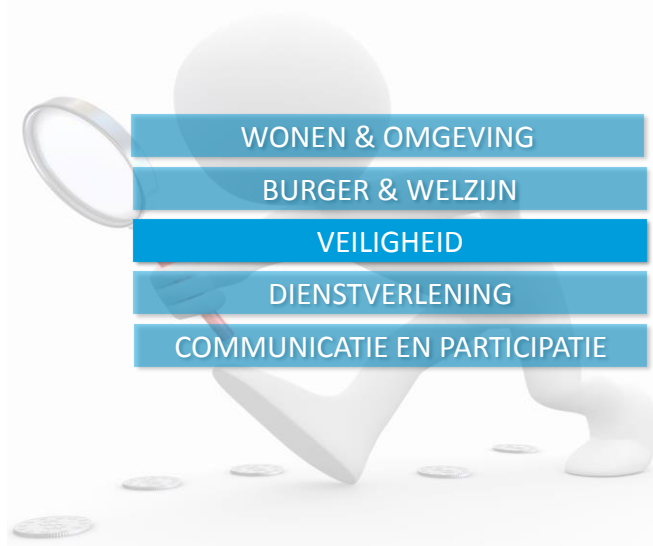 WONEN & OMGEVING
BURGER & WELZIJN
VEILIGHEID
DIENSTVERLENING
COMMUNICATIE EN PARTICIPATIE